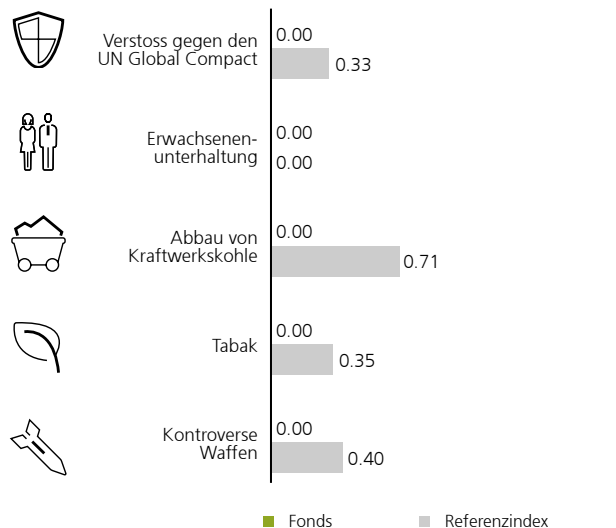 Verstoss gegen den
UN Global Compact
0.00
0.33
Erwachsenen-
unterhaltung
0.00
0.00
Abbau von
Kraftwerkskohle
0.00
0.71
Tabak
0.00
0.35
Kontroverse
Waffen
0.00
0.40
Fonds
Referenzindex